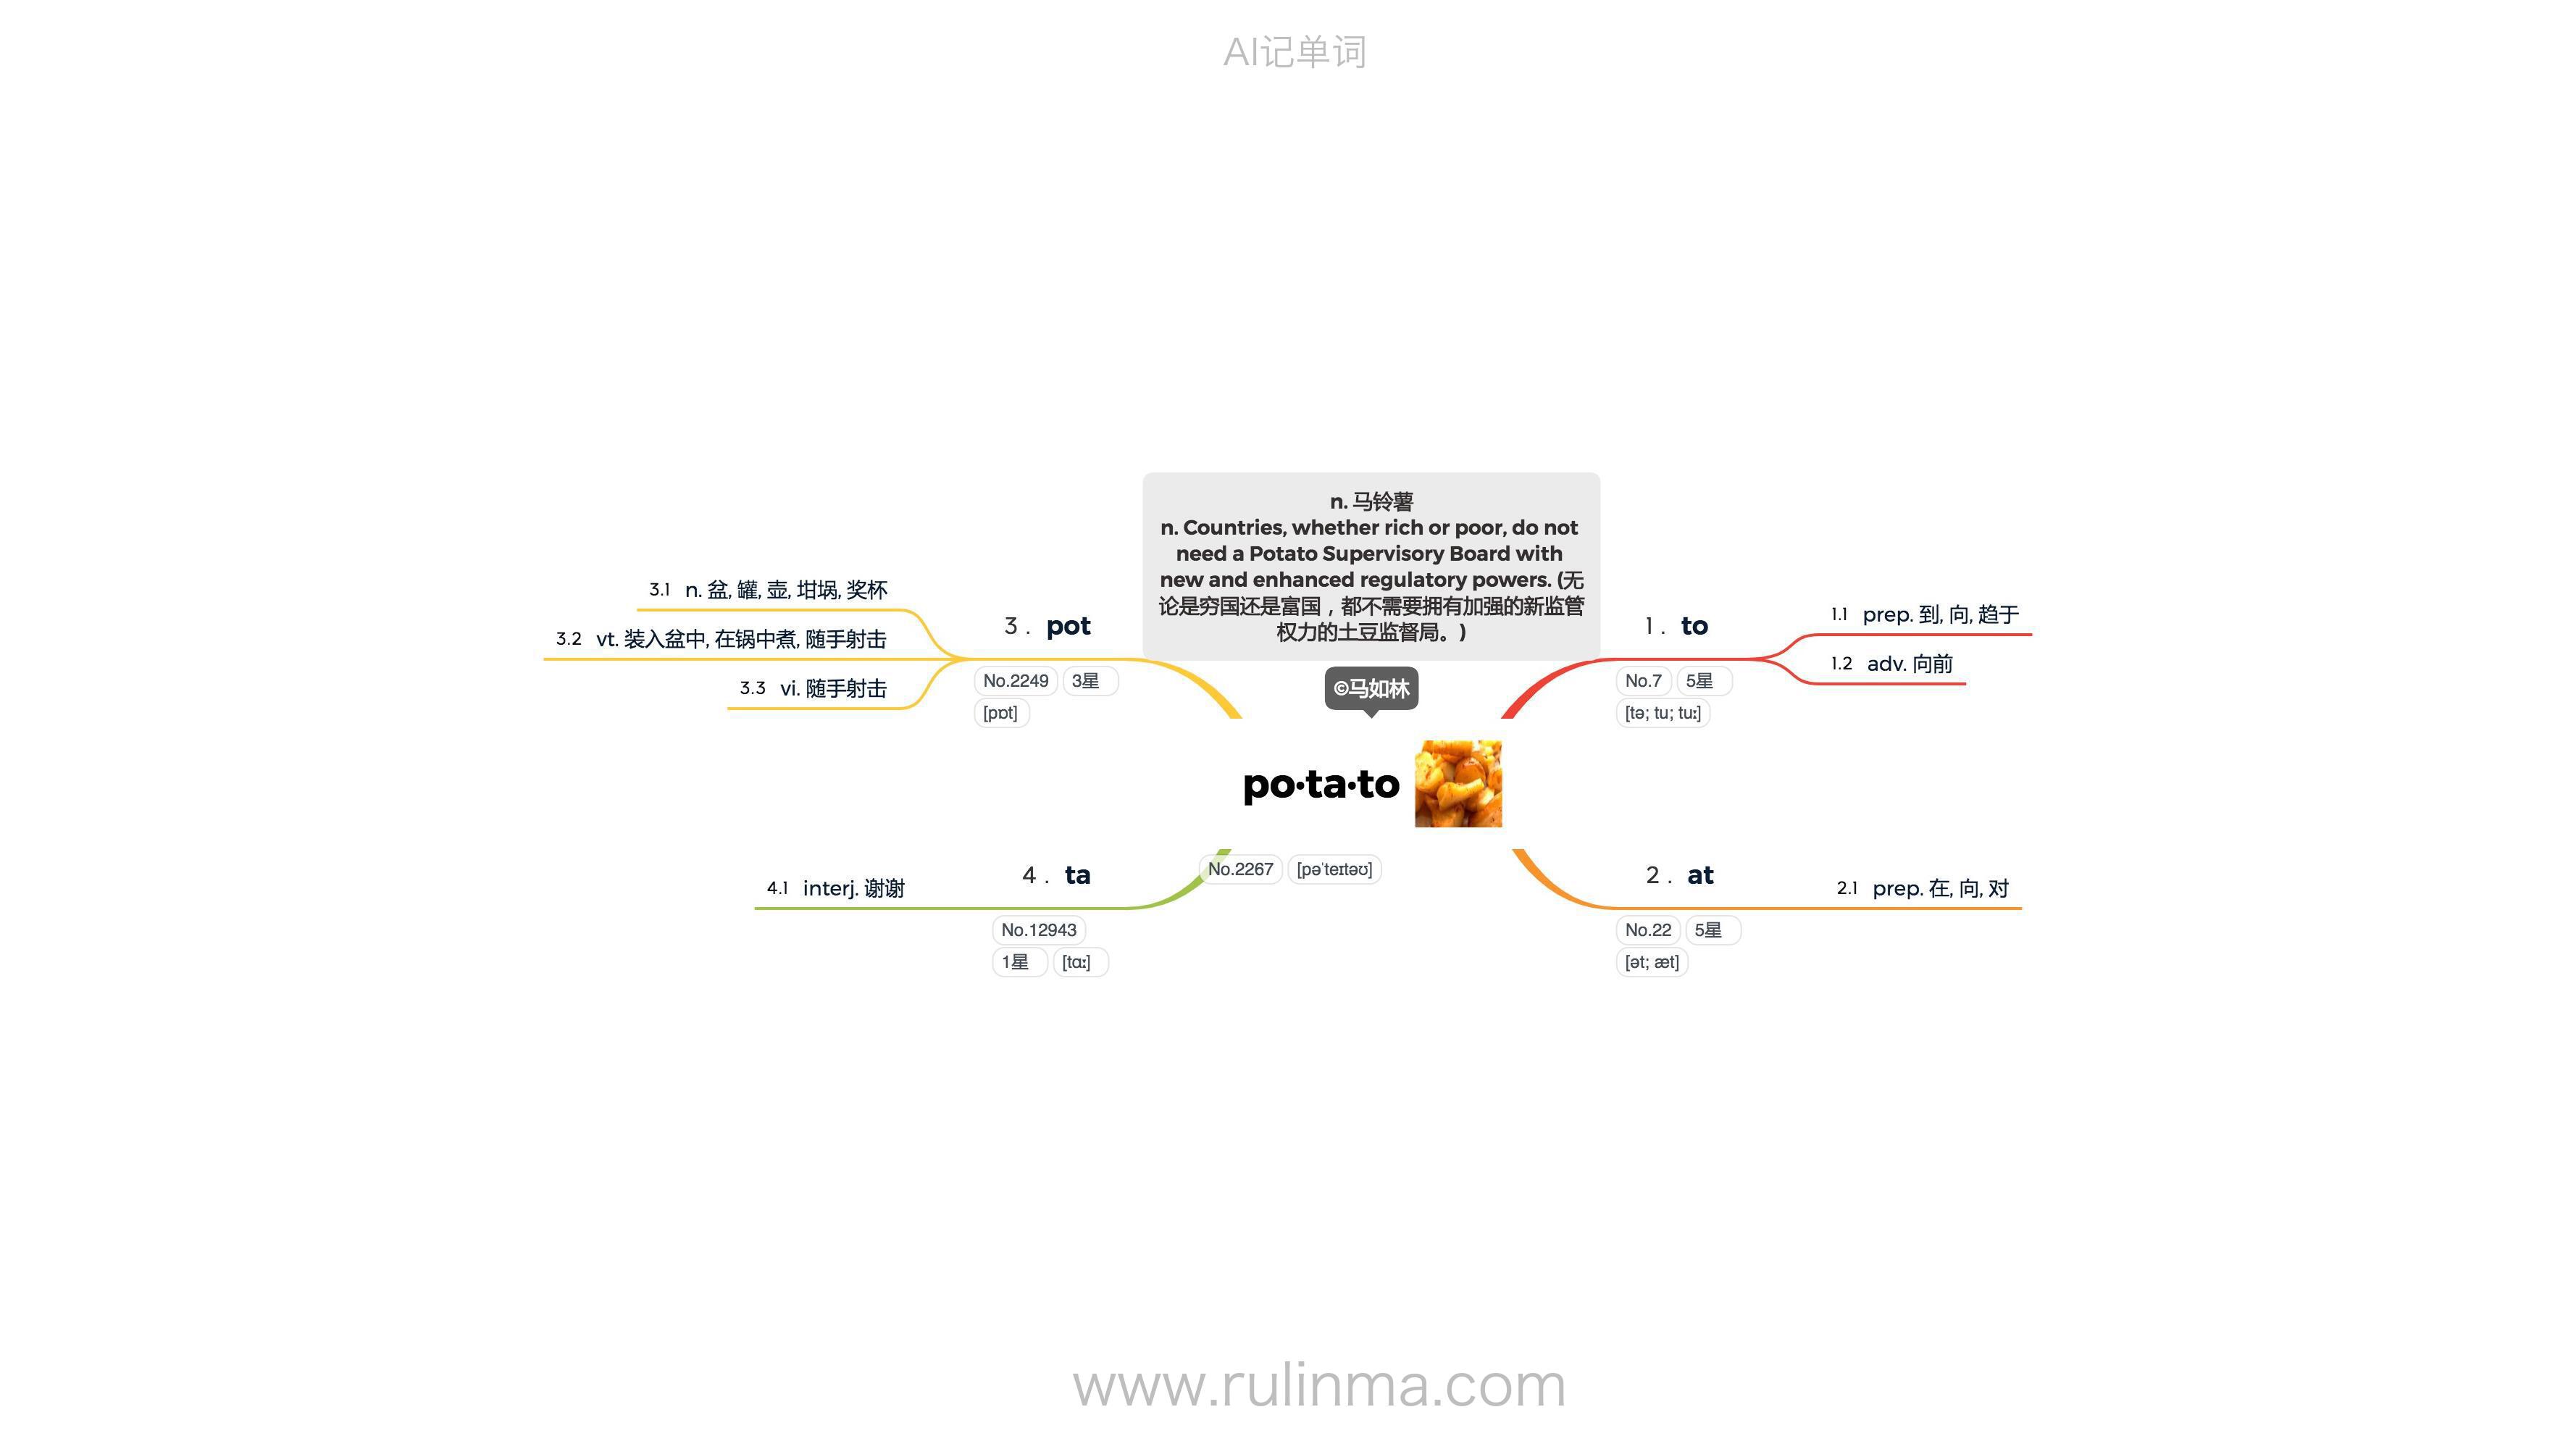 AI记单词
n. 马铃薯
n. Countries, whether rich or poor, do not
need a Potato Supervisory Board with
new and enhanced regulatory powers. (无
论是穷国还是富国，都不需要拥有加强的新监管
权力的土豆监督局。)
©马如林
po·ta·to
No.2267 [pəˈteɪtəʊ]
1. to
No.7 5星
[tə; tu; tuː]
1.1 prep. 到, 向, 趋于
1.2 adv. 向前
2. at
No.22 5星
[ət; æt]
2.1 prep. 在, 向, 对
3. pot
No.2249 3星
[pɒt]
3.1 n. 盆, 罐, 壶, 坩埚, 奖杯
3.2 vt. 装入盆中, 在锅中煮, 随手射击
3.3 vi. 随手射击
4. ta
No.12943
1星 [tɑː]
4.1 interj. 谢谢
www.rulinma.com